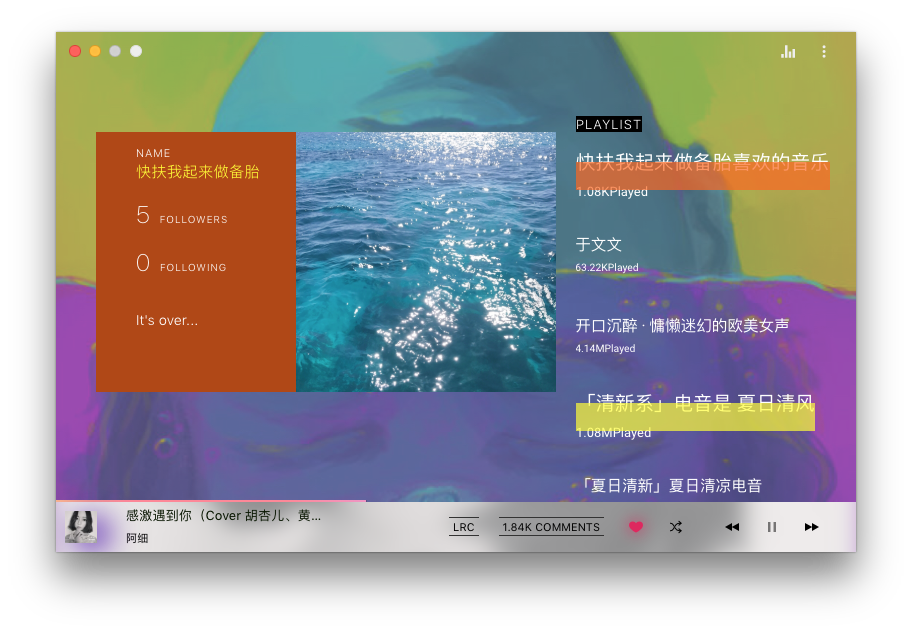 NAME
快扶我起来做备胎
5 FOLLOWERS
0 FOLLOWING
It's over...
PLAYLIST
快扶我起来做备胎喜欢的音乐
1.08KPlayed
于文文
63.22KPlayed
开口沉醉 · 慵懒迷幻的欧美女声
4.14MPlayed
「清新系」电音是 夏日清风
1.08MPlayed
「夏日清新」夏日清凉电音
感激遇到你（Cover 胡杏儿、黄...
阿细
LRC
1.84K COMMENTS